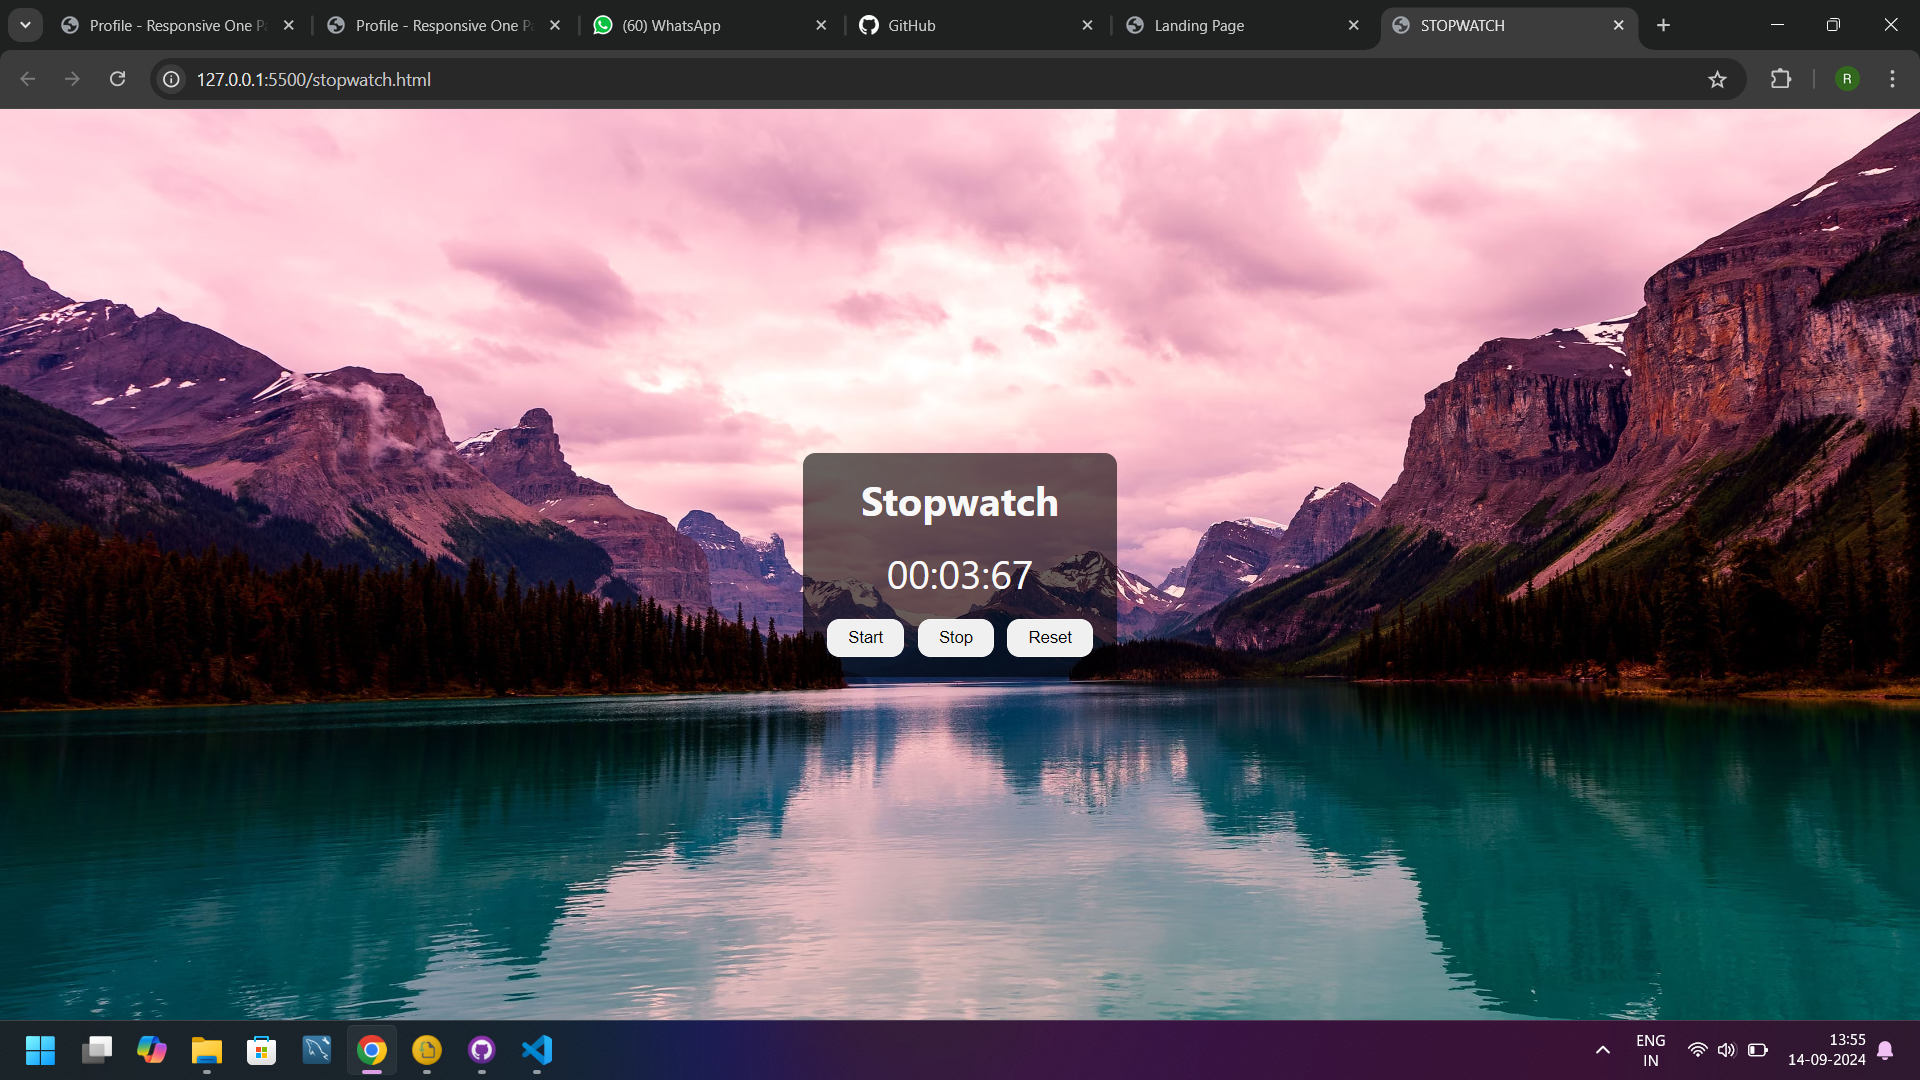 Profile - Responsive One P
Profile - Responsive One P
(60) WhatsApp
GitHub
Landing Page
STOPWATCH
127.0.0.1:5500/stopwatch.html
R
Stopwatch
00:03:67
Start Stop Reset
ENG
IN
13:55
14-09-2024